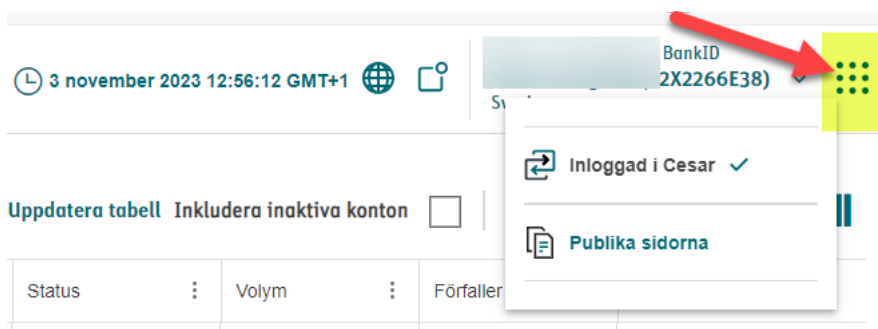 BankID
3 november 2023 12:56:12 GMT+1
2X2266E38)
Inloggad i Cesar
Uppdatera tabell Inkludera inaktiva konton
Publika sidorna
Status Volym Förfaller